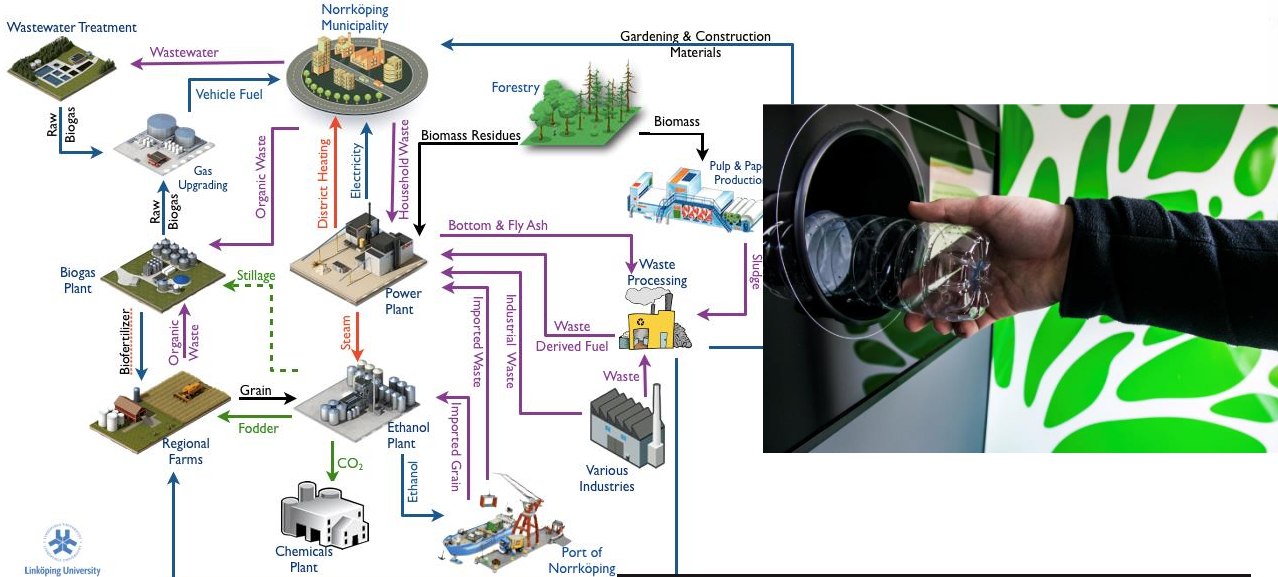 Norrköping
Municipality
Wastewater Treatment
Wastewater
Gardening & Construction
Materials
Vehicle Fuel
Forestry
Raw
Biogas
Biomass Residues
Biomass
Gas
Upgrading
Organic Waste
District Heating
Electricity
Household Waste
Pulp &
Raw
Biogas
Bottom & Fly Ash
Waste
Processing
Sludge
Biogas
Plant
Stillage
Power
Plant
Imported Waste
Industrial Waste
Waste
Derived Fuel
Biofertilizer
Organic
Waste
Steam
Waste
Grain
Fodder
Imported Grain
Ethanol
Plant
Regional
Farms
CO₂
Ethanol
Various
Industries
Chemicals
Plant
Port of
Norrköping
Linköping University